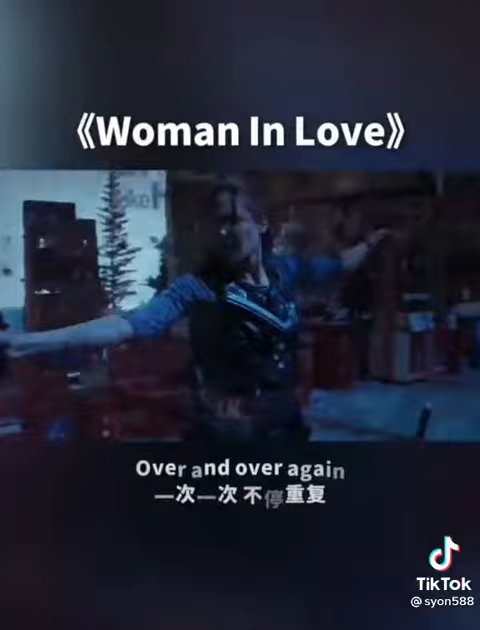 《Woman In Love》
Over and over again
一次一次 不停重复
TikTok
@syon588